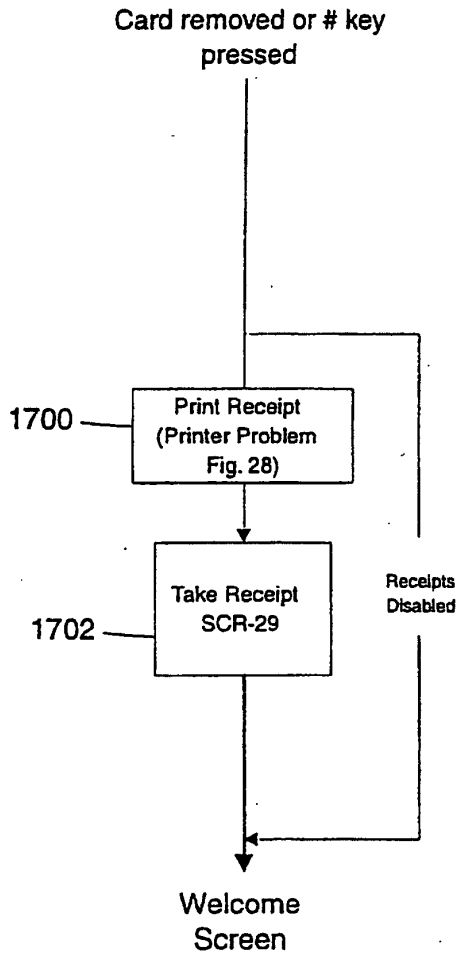 Card removed or # key
pressed
1700
Print Receipt
(Printer Problem
Fig. 28)
1702
Take Receipt
SCR-29
Receipts
Disabled
Welcome
Screen